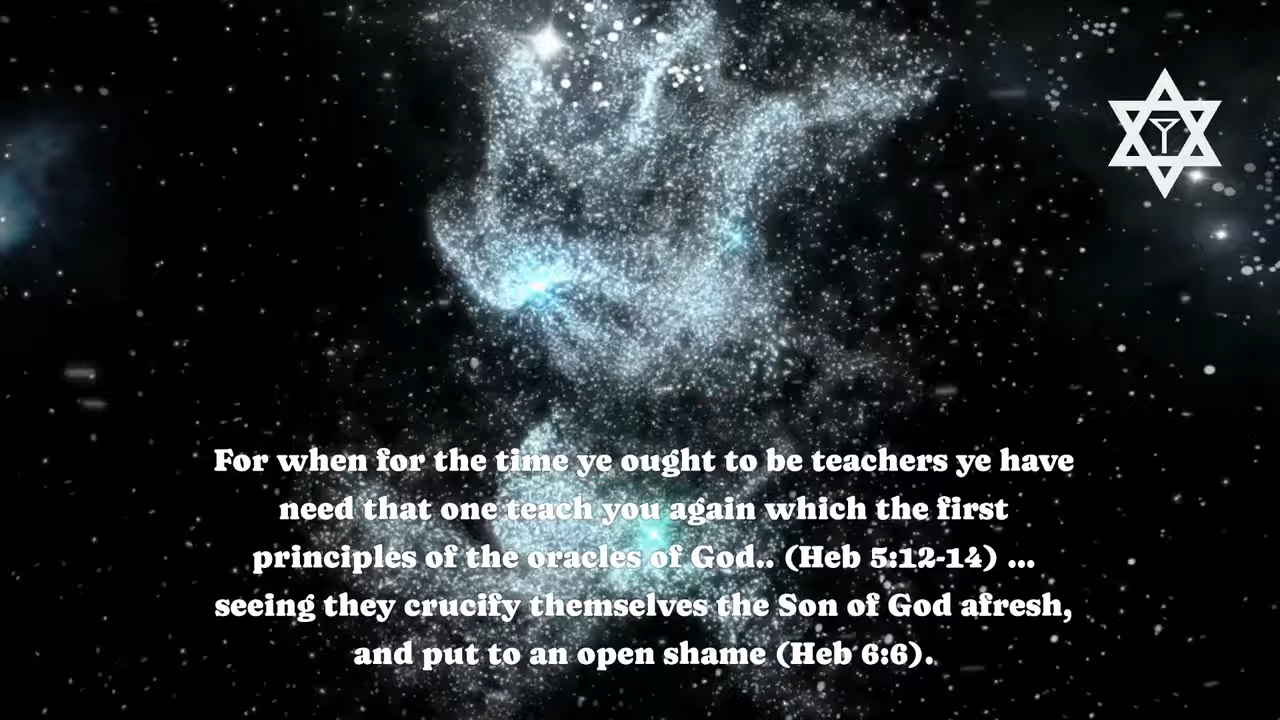 For when for the time ye ought to be teachers ye have
need that one teach you again which the first
principles of the oracles of God.. (Heb 5:12-14) ...
seeing they crucify themselves the Son of God afresh,
and put to an open shame (Heb 6:6).